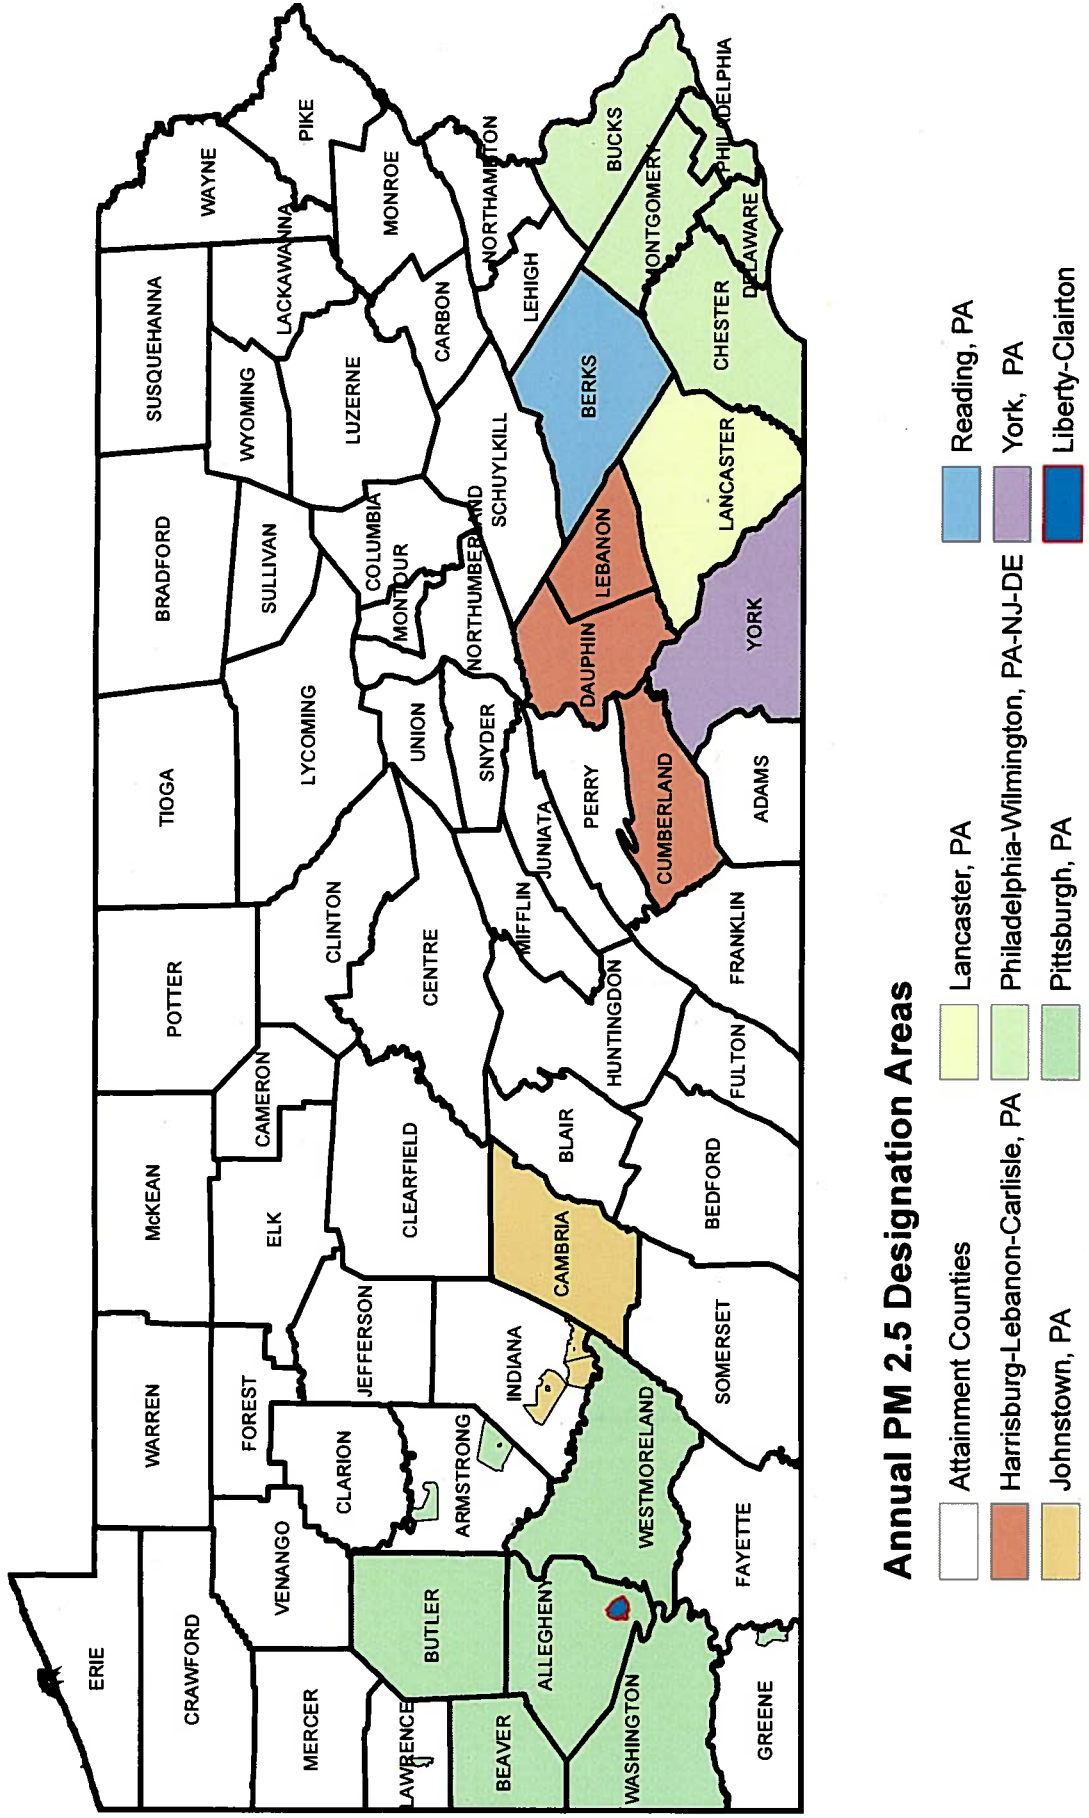 ERIE
CRAWFORD
WARREN
McKEAN
POTTER
TIOGA
BRADFORD
SUSQUEHANNA
WAYNE
PIKE
MERCER
VENANGO
FOREST
ELK
CAMERON
CLINTON
LYCOMING
SULLIVAN
WYOMING
LACKAWANNA
LAWRENCE
BUTLER
CLARION
JEFFERSON
CLEARFIELD
CENTRE
UNION
MONTOUR
COLUMBIA
LUZERNE
MONROE
BEAVER
ALLEGHENY
ARMSTRONG
INDIANA
CAMBRIA
BLAIR
HUNTINGDON
MIFFLIN
JUNIATA
SNYDER
NORTHUMBERLAND
SCHUYLKILL
CARBON
LEHIGH
NORTHAMPTON
WASHINGTON
WESTMORELAND
PERRY
CUMBERLAND
DAUPHIN
LEBANON
BERKS
MONTGOMERY
BUCKS
GREENE
FAYETTE
SOMERSET
BEDFORD
FULTON
FRANKLIN
ADAMS
YORK
LANCASTER
CHESTER
DELAWARE
PHILADELPHIA
Annual PM 2.5 Designation Areas
Attainment Counties
Harrisburg-Lebanon-Carlisle, PA
Johnstown, PA
Lancaster, PA
Philadelphia-Wilmington, PA-NJ-DE
Pittsburgh, PA
Reading, PA
York, PA
Liberty-Clairton